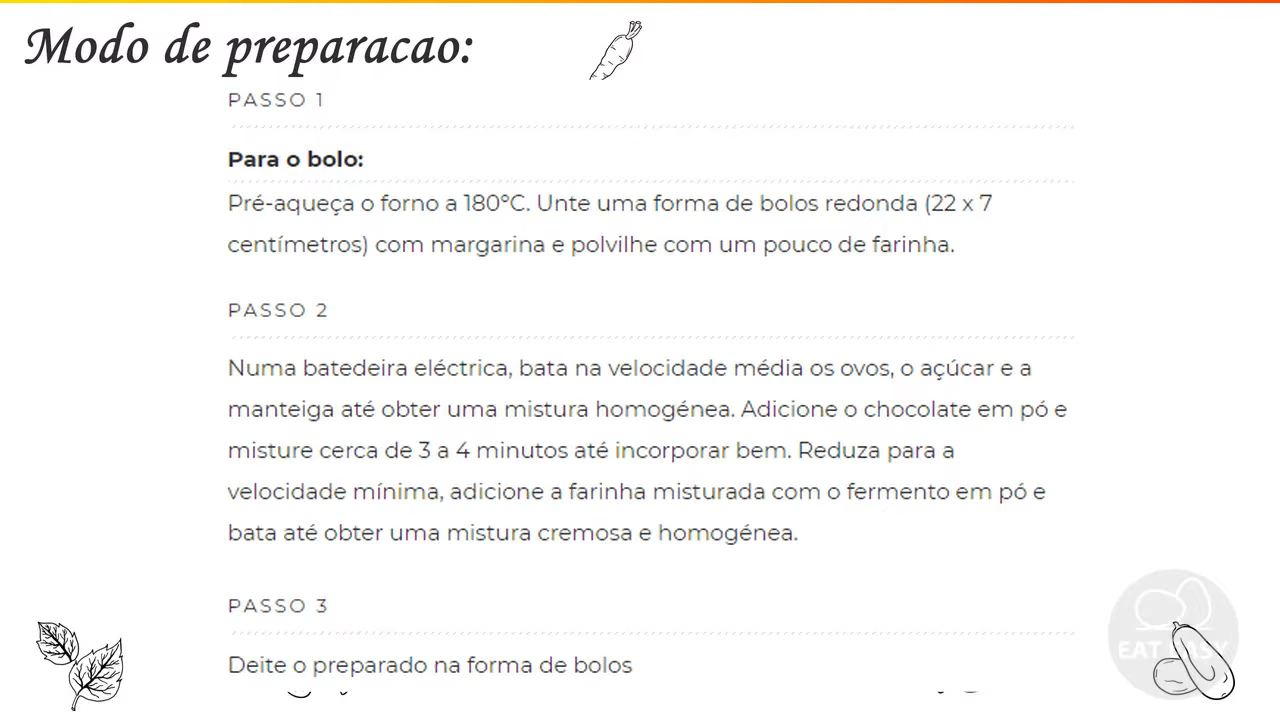 Modo de preparacao:
PASSO 1
Para o bolo:
Pré-aqueça o forno a 180°C. Unte uma forma de bolos redonda (22 x 7
centímetros) com margarina e polvilhe com um pouco de farinha.
PASSO 2
Numa batedeira eléctrica, bata na velocidade média os ovos, o açúcar e a
manteiga até obter uma mistura homogénea. Adicione o chocolate em pó e
misture cerca de 3 a 4 minutos até incorporar bem. Reduza para a
velocidade mínima, adicione a farinha misturada com o fermento em pó e
bata até obter uma mistura cremosa e homogénea.
PASSO 3
Deite o preparado na forma de bolos
EAT EASY